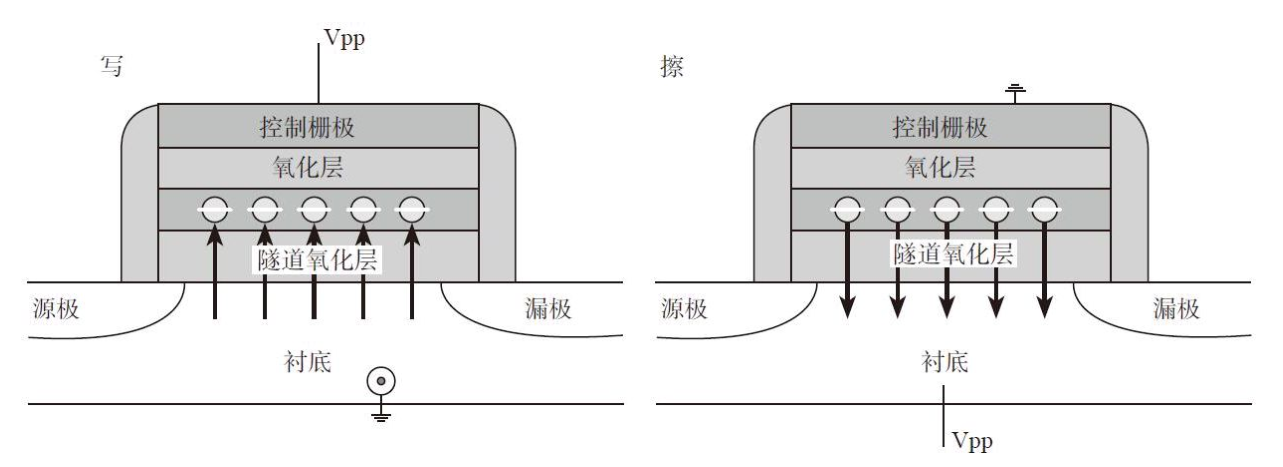 写
Vpp
控制栅极
氧化层
隧道氧化层
源极
漏极
衬底
擦
控制栅极
氧化层
隧道氧化层
源极
漏极
衬底
Vpp